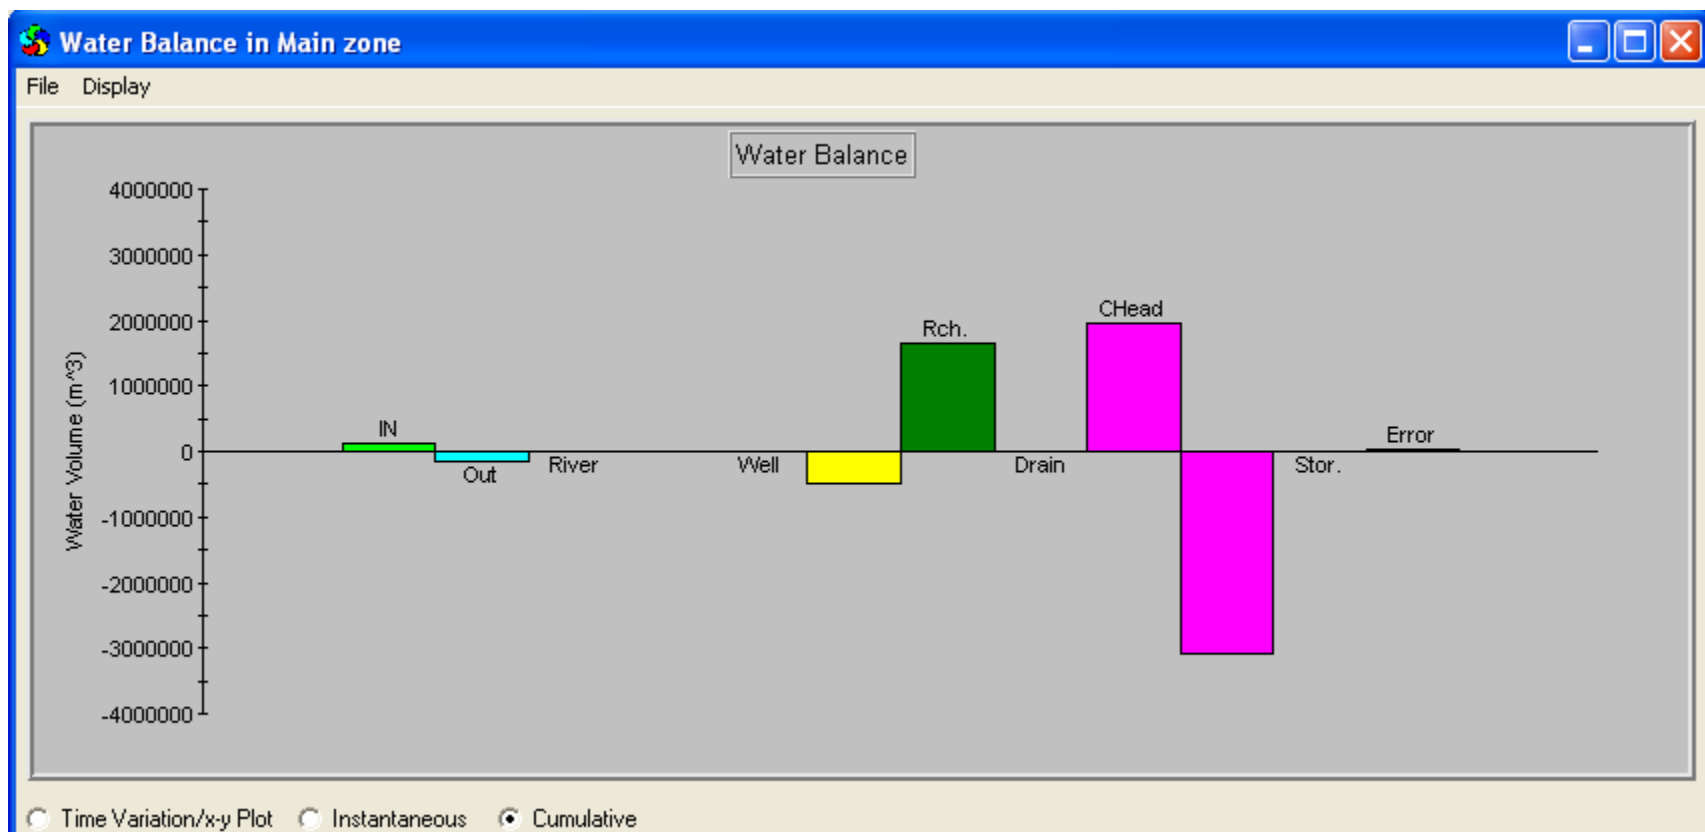 Water Balance in Main zone
File Display
Water Balance
4000000
3000000
2000000
1000000
0
-1000000
-2000000
-3000000
-4000000
Water Volume (m^3)
IN
Out
River
Well
Rch.
Drain
CHead
Stor.
Error
Time Variation/x-y Plot Instantaneous Cumulative